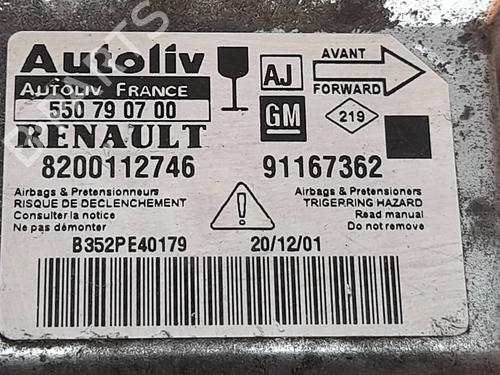 Autoliv
AUTOLIV FRANCE
550 79 07 00
RENAULT
8200112746
AJ
GM
AVANT
FORWARD
219
91167362
Airbags & Pretensionneurs
RISQUE DE DECLENCHEMENT
Consulter la notice
Ne pas démonter
Airbags & Pretensioners
TRIGERRING HAZARD
Read manual
Do not remove
B352PE40179
20/12/01